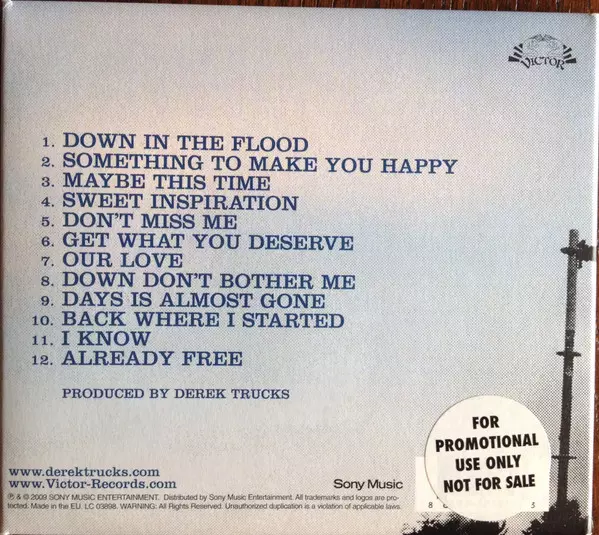 VICTOR
1. DOWN IN THE FLOOD
2. SOMETHING TO MAKE YOU HAPPY
3. MAYBE THIS TIME
4. SWEET INSPIRATION
5. DON'T MISS ME
6. GET WHAT YOU DESERVE
7. OUR LOVE
8. DOWN DON'T BOTHER ME
9. DAYS IS ALMOST GONE
10. BACK WHERE I STARTED
11. I KNOW
12. ALREADY FREE
PRODUCED BY DEREK TRUCKS
FOR
PROMOTIONAL
USE ONLY
NOT FOR SALE
www.derektrucks.com
www.Victor-Records.com
Sony Music
℗ & © 2009 SONY MUSIC ENTERTAINMENT. Distributed by Sony Music Entertainment. All trademarks and logos are pro-
tected. Made in the EU. LC 03898. WARNING: All Rights Reserved. Unauthorized duplication is a violation of applicable laws.
8
3